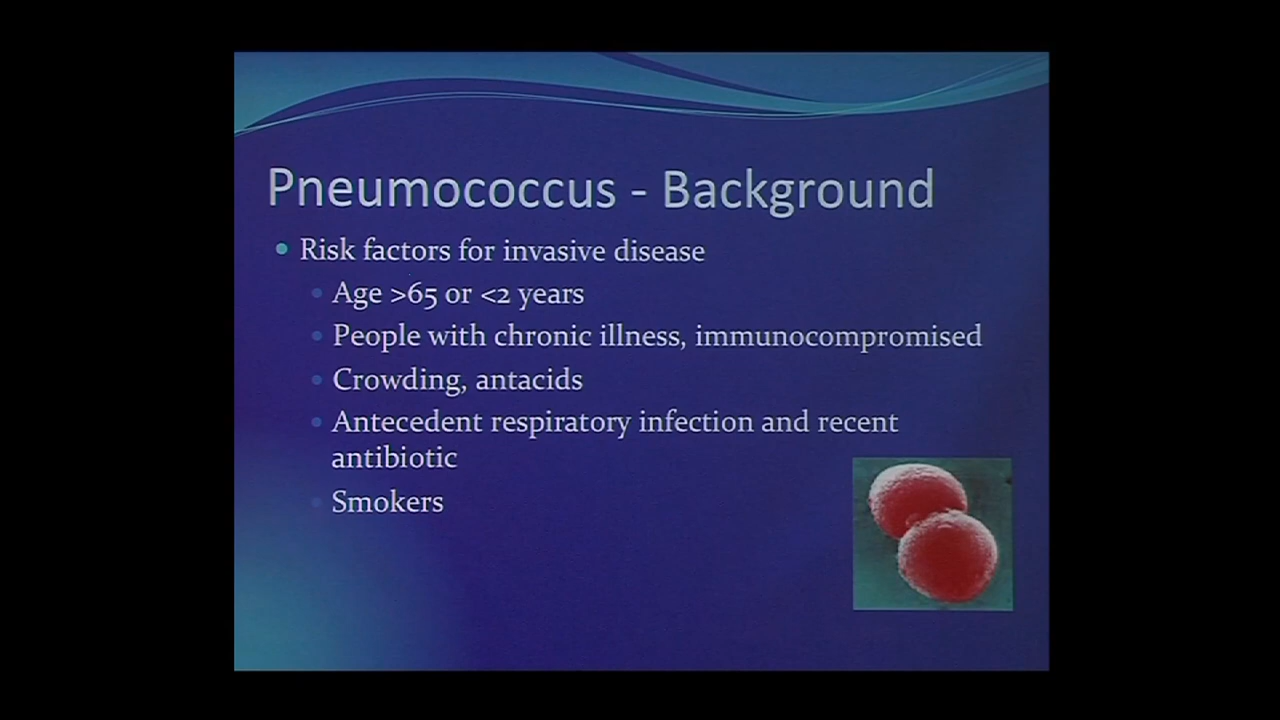 Pneumococcus - Background
Risk factors for invasive disease
Age >65 or <2 years
People with chronic illness, immunocompromised
Crowding, antacids
Antecedent respiratory infection and recent
antibiotic
Smokers